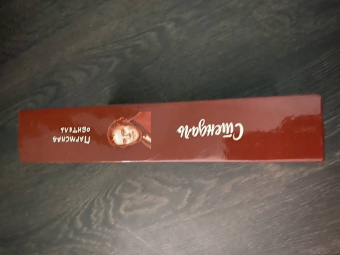 Стендаль
Пармская
обитель